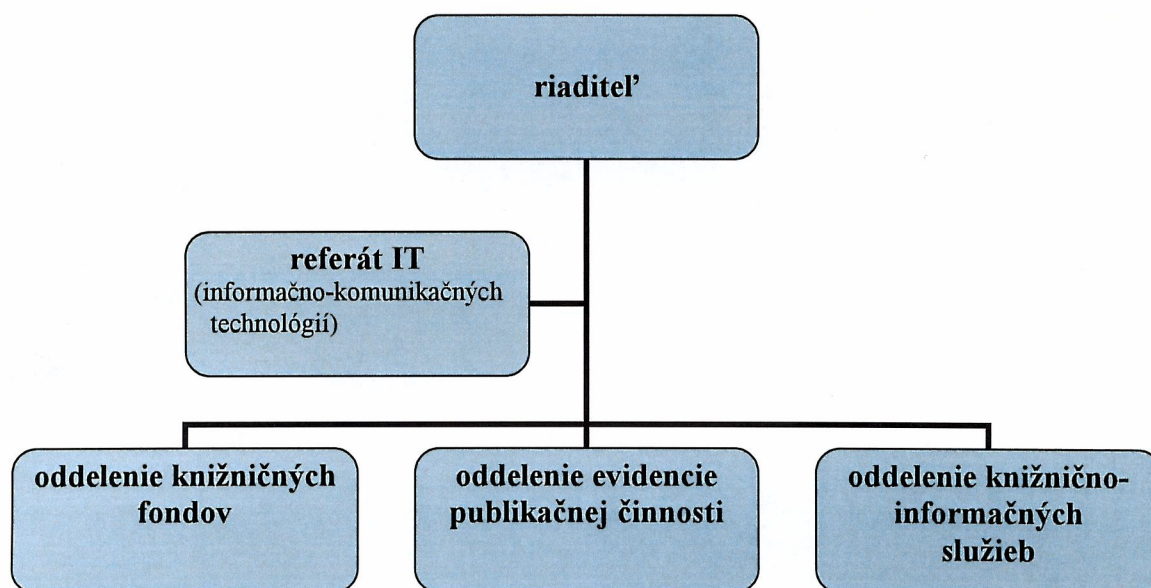 riaditeľ
referát IT
(informačno-komunikačných
technológií)
oddelenie knižničných
fondov
oddelenie evidencie
publikačnej činnosti
oddelenie knižnično-
informačných
služieb